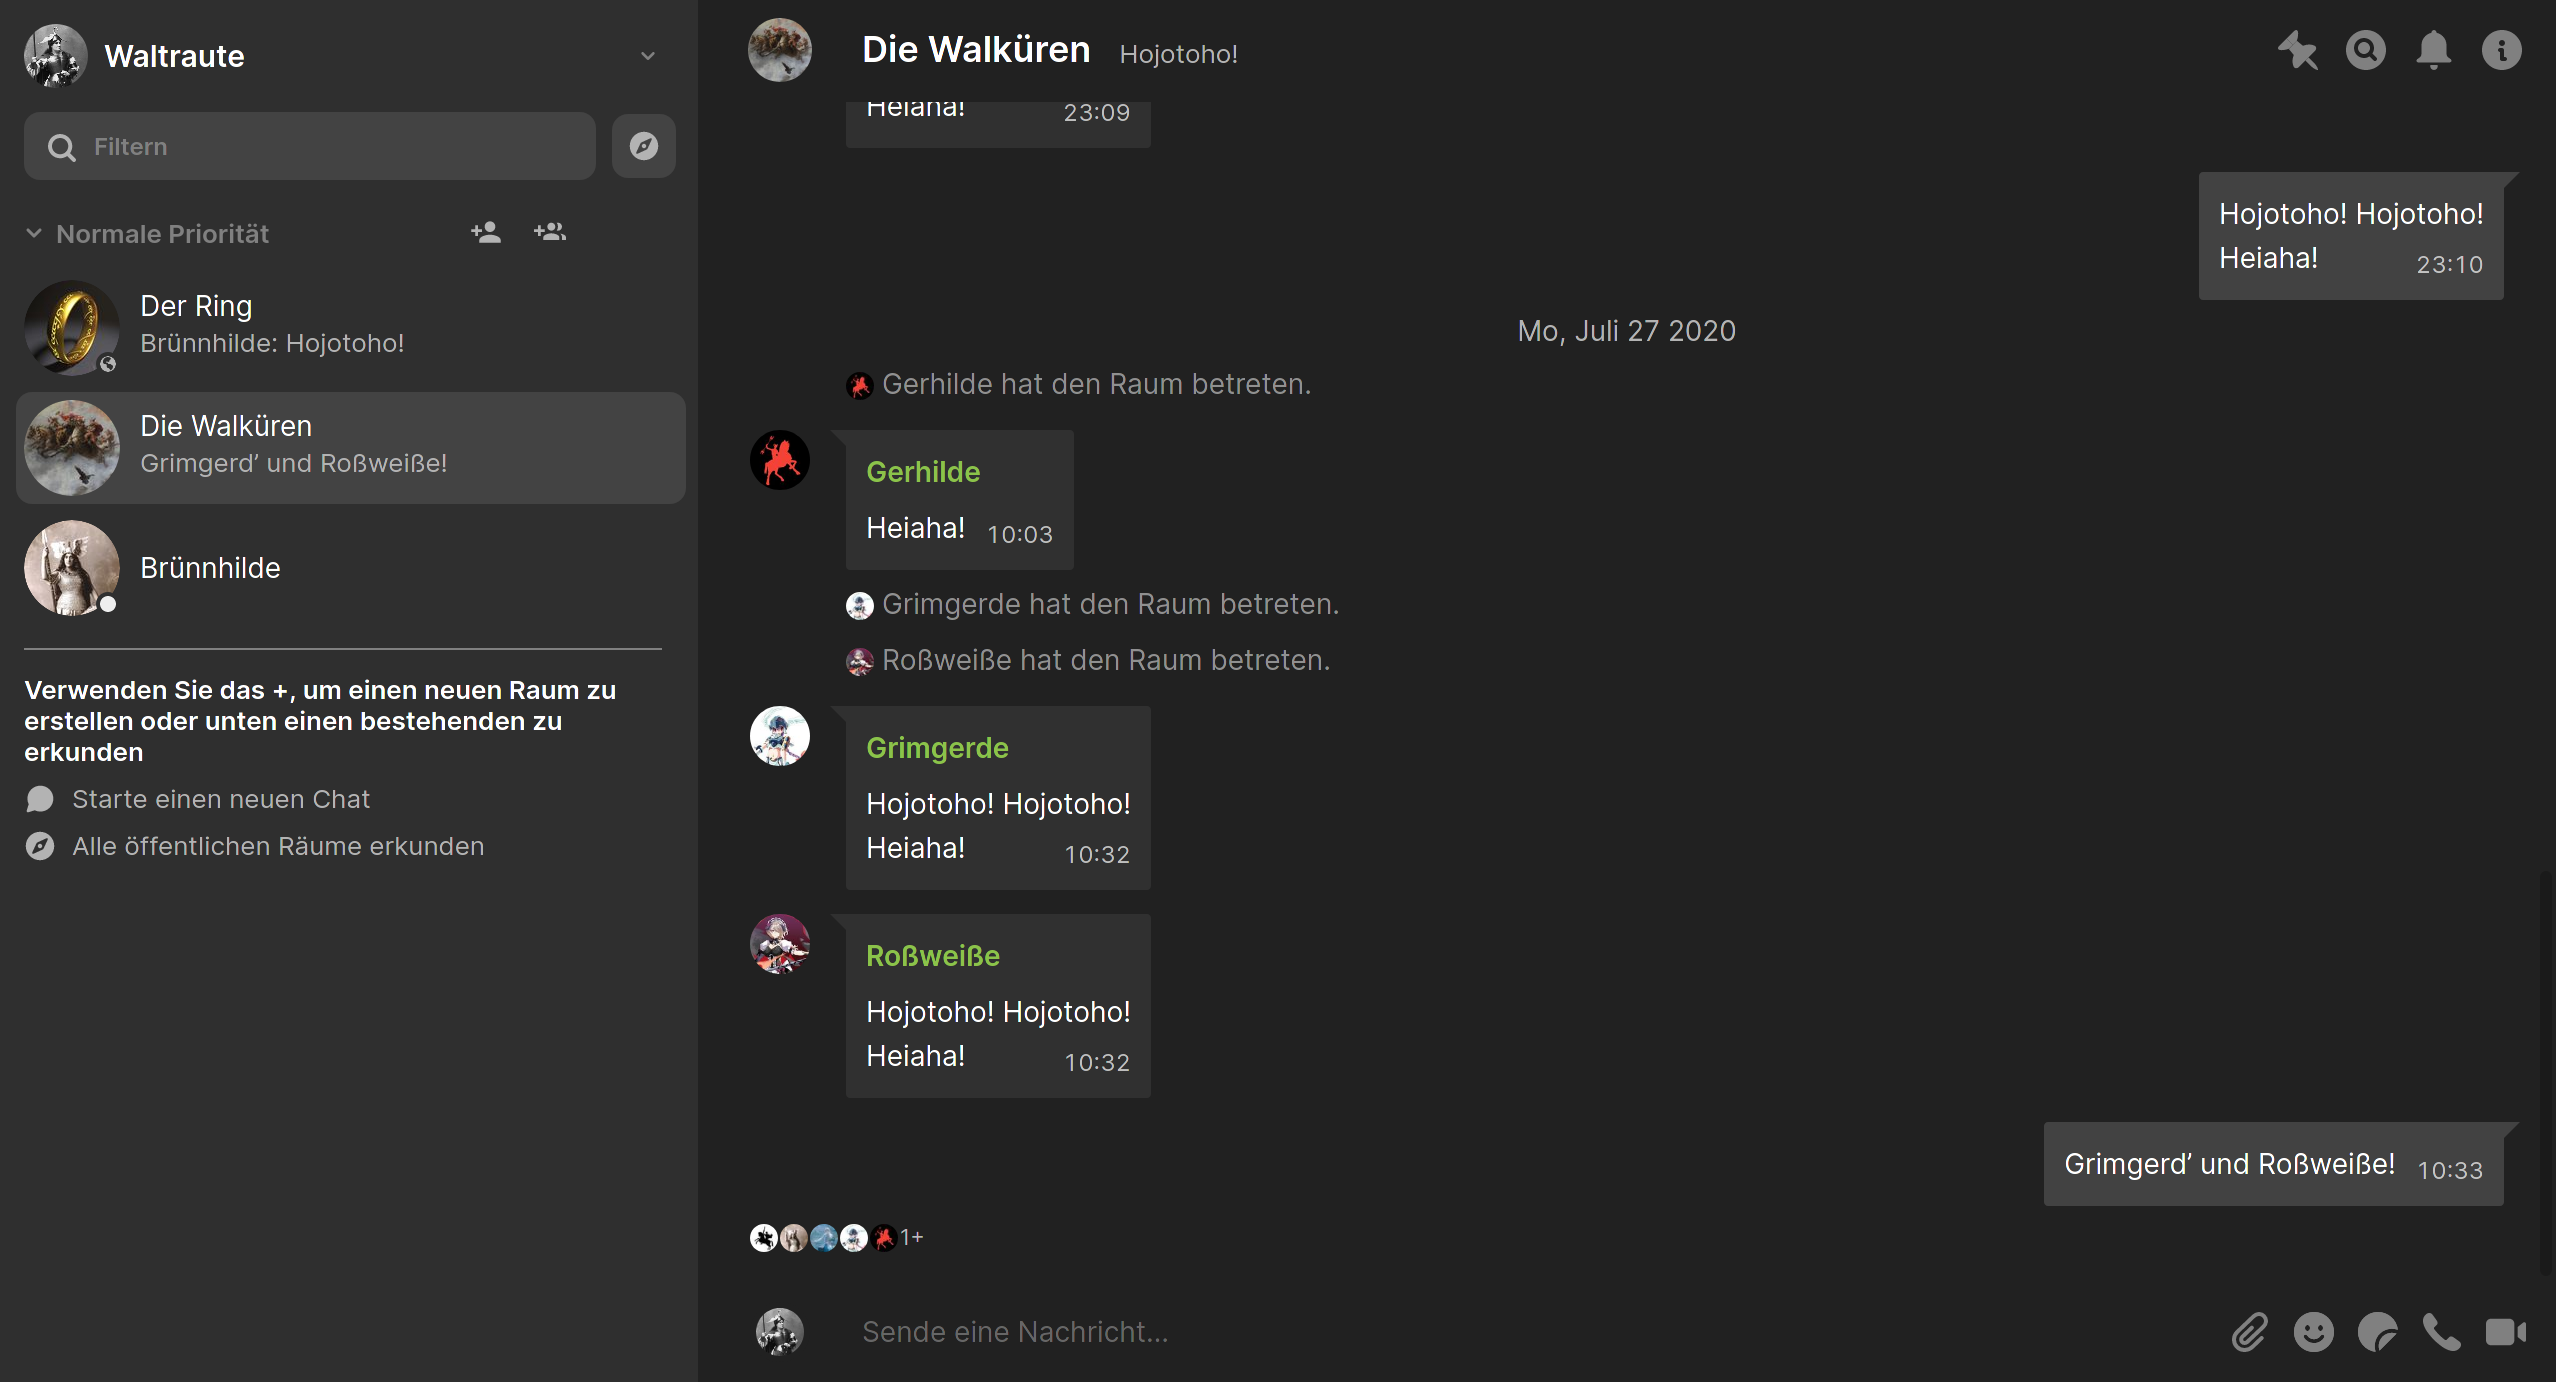 Waltraute
Filtern
Normale Priorität
Der Ring
Brünnhilde: Hojotoho!
Die Walküren
Grimgerd’ und Roßweiße!
Brünnhilde
Verwenden Sie das +, um einen neuen Raum zu
erstellen oder unten einen bestehenden zu
erkunden
Starte einen neuen Chat
Alle öffentlichen Räume erkunden
Die Walküren Hojotoho!
Heiaha! 23:09
Hojotoho! Hojotoho!
Heiaha! 23:10
Mo, Juli 27 2020
Gerhilde hat den Raum betreten.
Gerhilde
Heiaha! 10:03
Grimgerde hat den Raum betreten.
Roßweiße hat den Raum betreten.
Grimgerde
Hojotoho! Hojotoho!
Heiaha! 10:32
Roßweiße
Hojotoho! Hojotoho!
Heiaha! 10:32
Grimgerd’ und Roßweiße! 10:33
1+
Sende eine Nachricht…